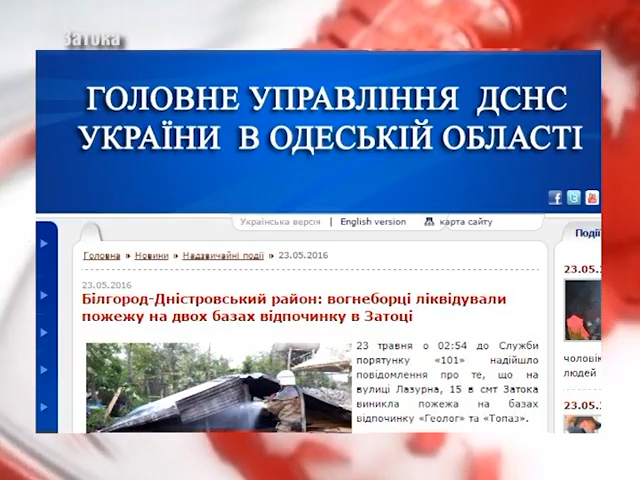 Затока
ГОЛОВНЕ УПРАВЛІННЯ ДСНС
УКРАЇНИ В ОДЕСЬКІЙ ОБЛАСТІ
Українська версія | English version карта сайту
Головна » Новини » Надзвичайні події » 23.05.2016
Події
23.05.2016
Білгород-Дністровський район: вогнеборці ліквідували
пожежу на двох базах відпочинку в Затоці
23 травня о 02:54 до Служби
порятунку «101» надійшло
повідомлення про те, що на
вулиці Лазурна, 15 в смт Затока
виникла пожежа на базах
відпочинку «Геолог» та «Топаз».
23.05.
людей
23.05.